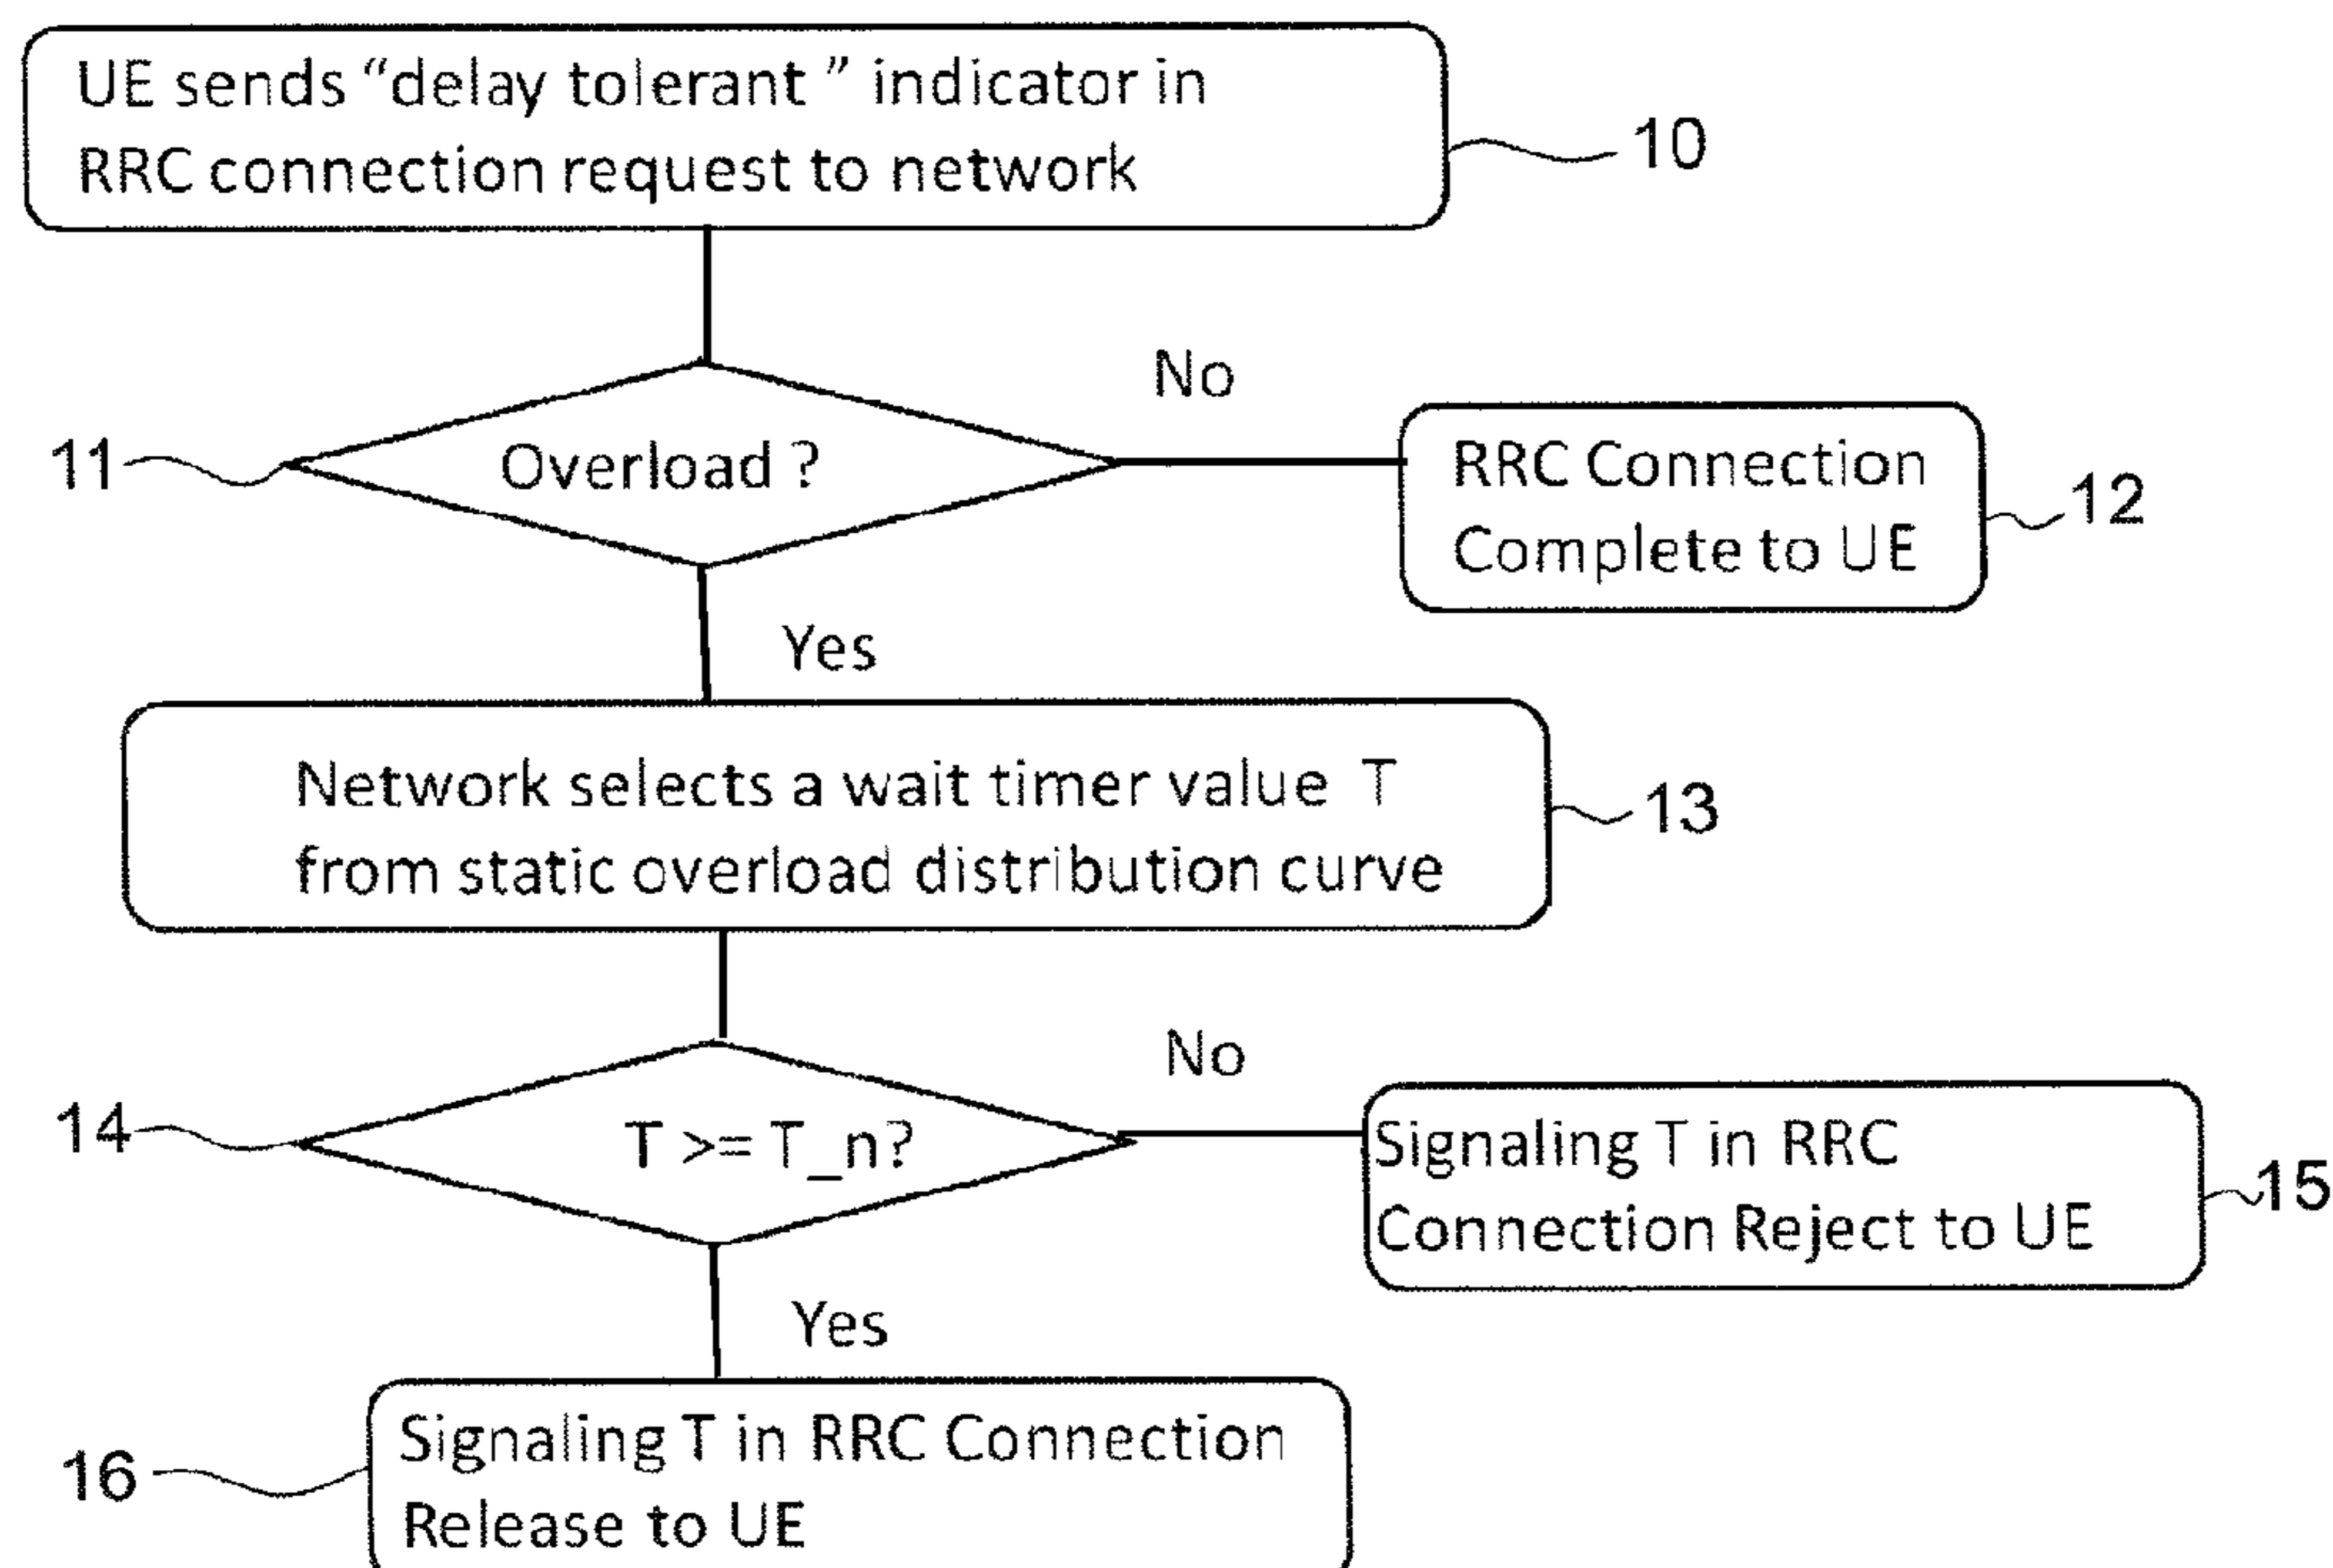 UE sends “delay tolerant ” indicator in
RRC connection request to network
10
No
11
Overload ?
RRC Connection
Complete to UE
12
Yes
Network selects a wait timer value T
from static overload distribution curve
13
No
14
T >= T_n?
Signaling T in RRC
Connection Reject to UE
15
Yes
16
Signaling T in RRC Connection
Release to UE